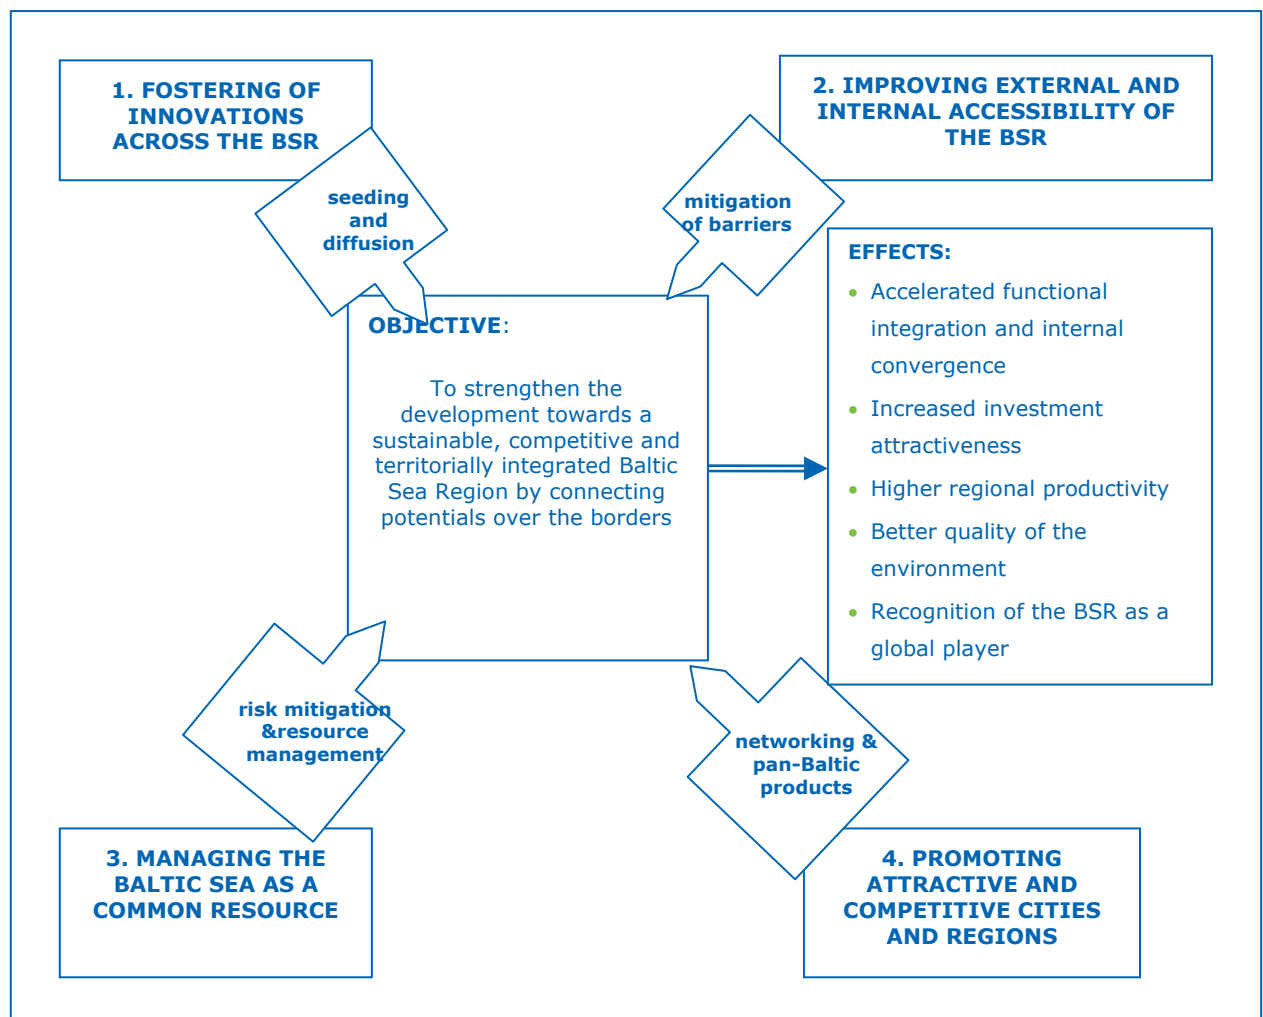 1. FOSTERING OF
INNOVATIONS
ACROSS THE BSR
2. IMPROVING EXTERNAL AND
INTERNAL ACCESSIBILITY OF
THE BSR
seeding
and
diffusion
mitigation
of barriers
OBJECTIVE:
To strengthen the
development towards a
sustainable, competitive and
territorially integrated Baltic
Sea Region by connecting
potentials over the borders
EFFECTS:
• Accelerated functional
integration and internal
convergence
• Increased investment
attractiveness
• Higher regional productivity
• Better quality of the
environment
• Recognition of the BSR as a
global player
risk mitigation
&resource
management
networking &
pan-Baltic
products
3. MANAGING THE
BALTIC SEA AS A
COMMON RESOURCE
4. PROMOTING
ATTRACTIVE AND
COMPETITIVE CITIES
AND REGIONS